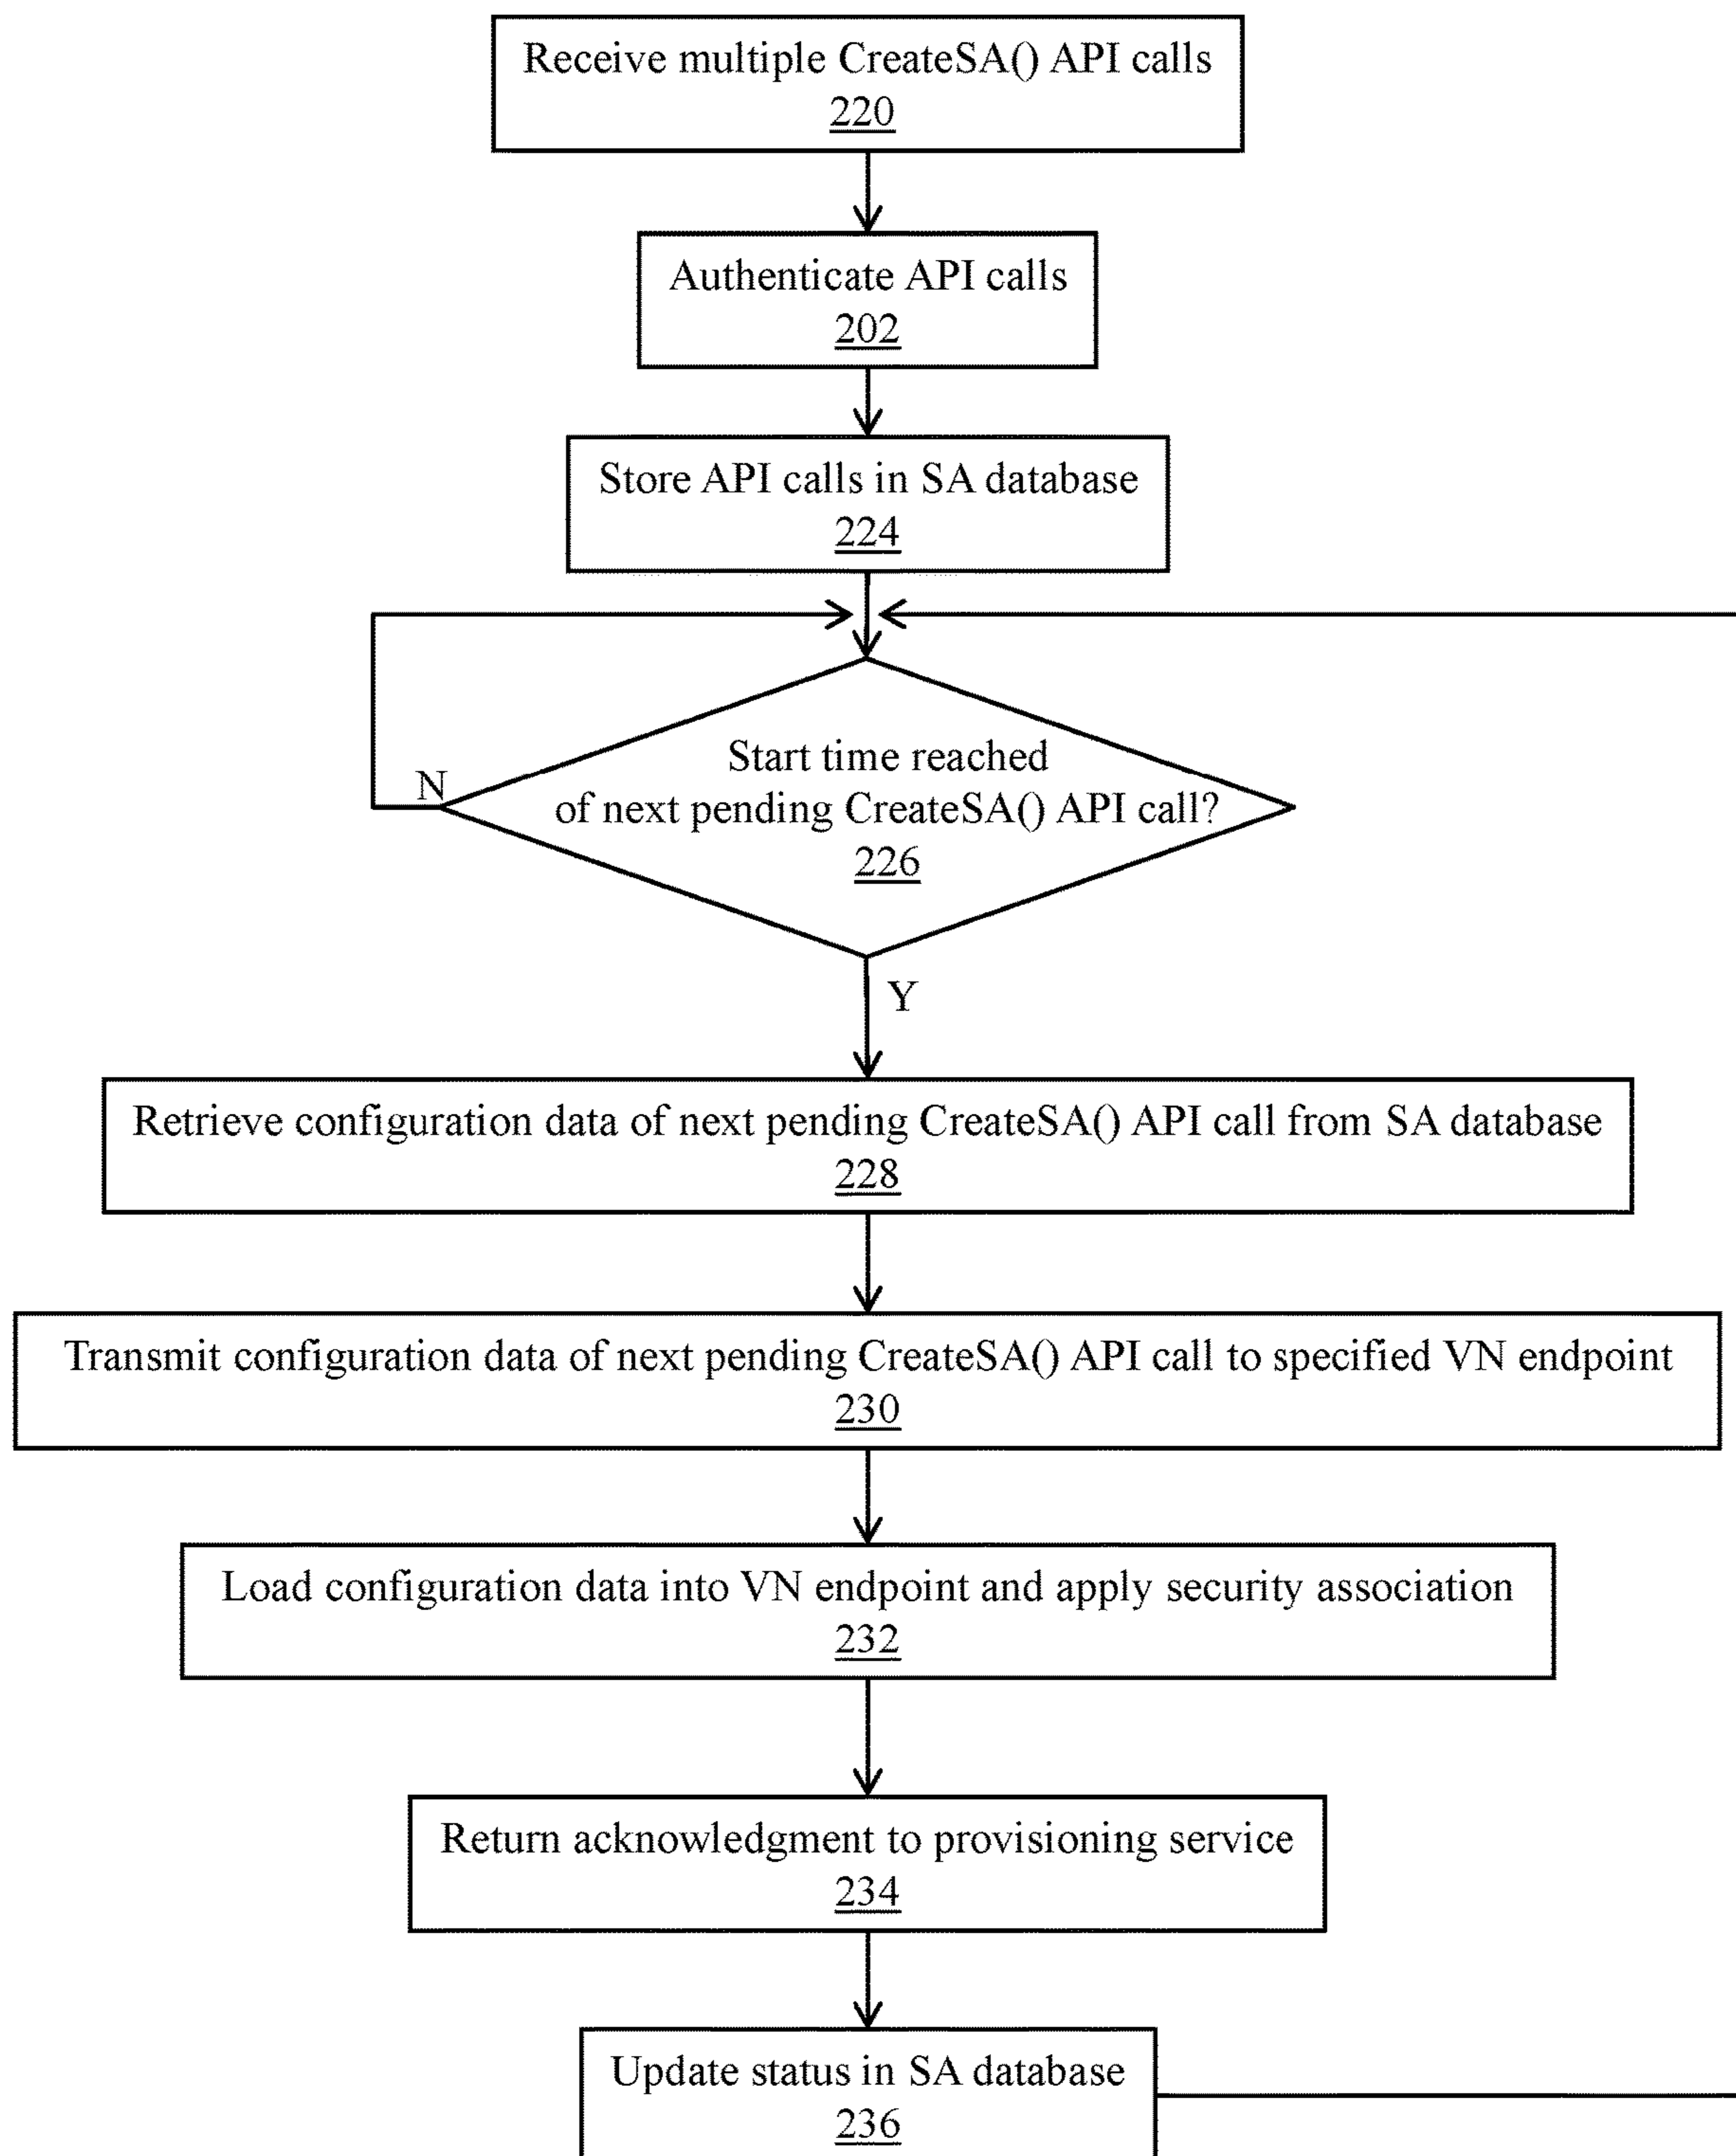 Receive multiple CreateSA() API calls
220
Authenticate API calls
202
Store API calls in SA database
224
Start time reached
of next pending CreateSA() API call?
226
N
Y
Retrieve configuration data of next pending CreateSA() API call from SA database
228
Transmit configuration data of next pending CreateSA() API call to specified VN endpoint
230
Load configuration data into VN endpoint and apply security association
232
Return acknowledgment to provisioning service
234
Update status in SA database
236